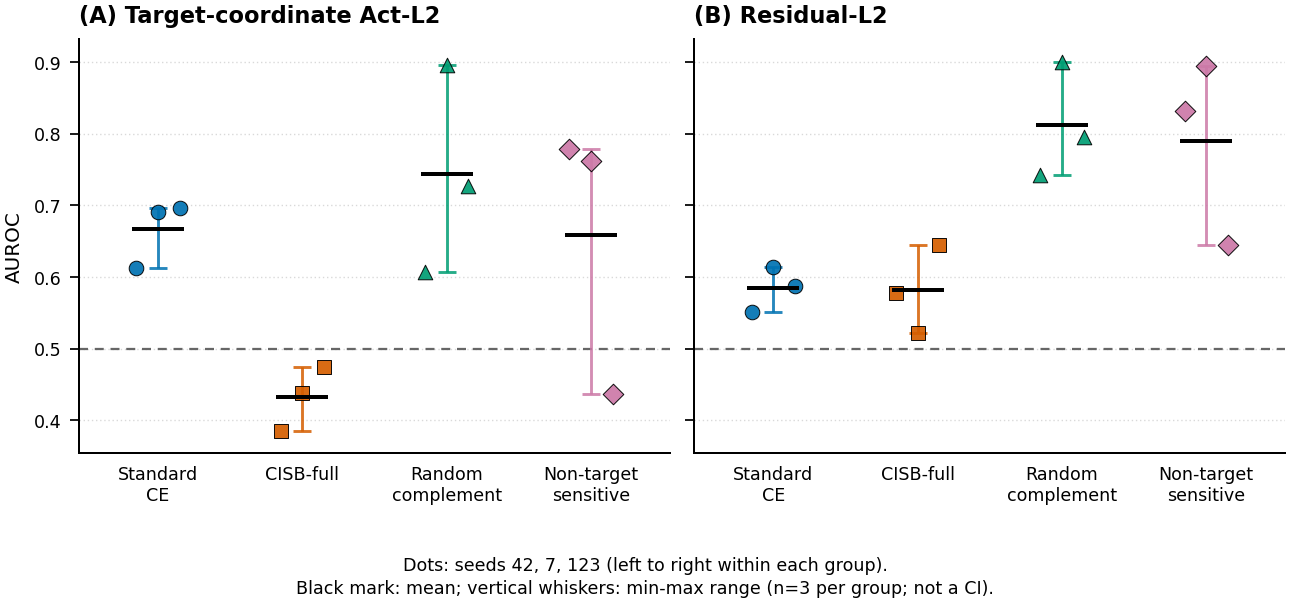 (A) Target-coordinate Act-L2
(B) Residual-L2
AUROC
0.9
0.8
0.7
0.6
0.5
0.4
Standard
CE
CISB-full
Random
complement
Non-target
sensitive
Standard
CE
CISB-full
Random
complement
Non-target
sensitive
Dots: seeds 42, 7, 123 (left to right within each group).
Black mark: mean; vertical whiskers: min-max range (n=3 per group; not a CI).